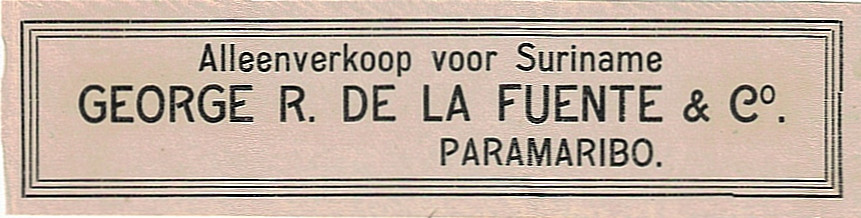 Alleenverkoop voor Suriname
GEORGE R. DE LA FUENTE & Cº.
PARAMARIBO.